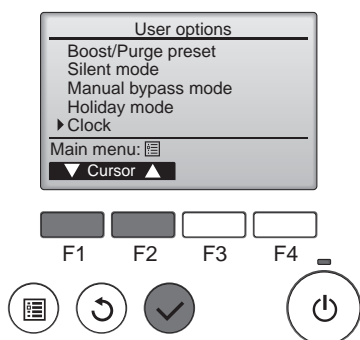 User options
Boost/Purge preset
Silent mode
Manual bypass mode
Holiday mode
Clock
Main menu:
Cursor
F1 F2 F3 F4